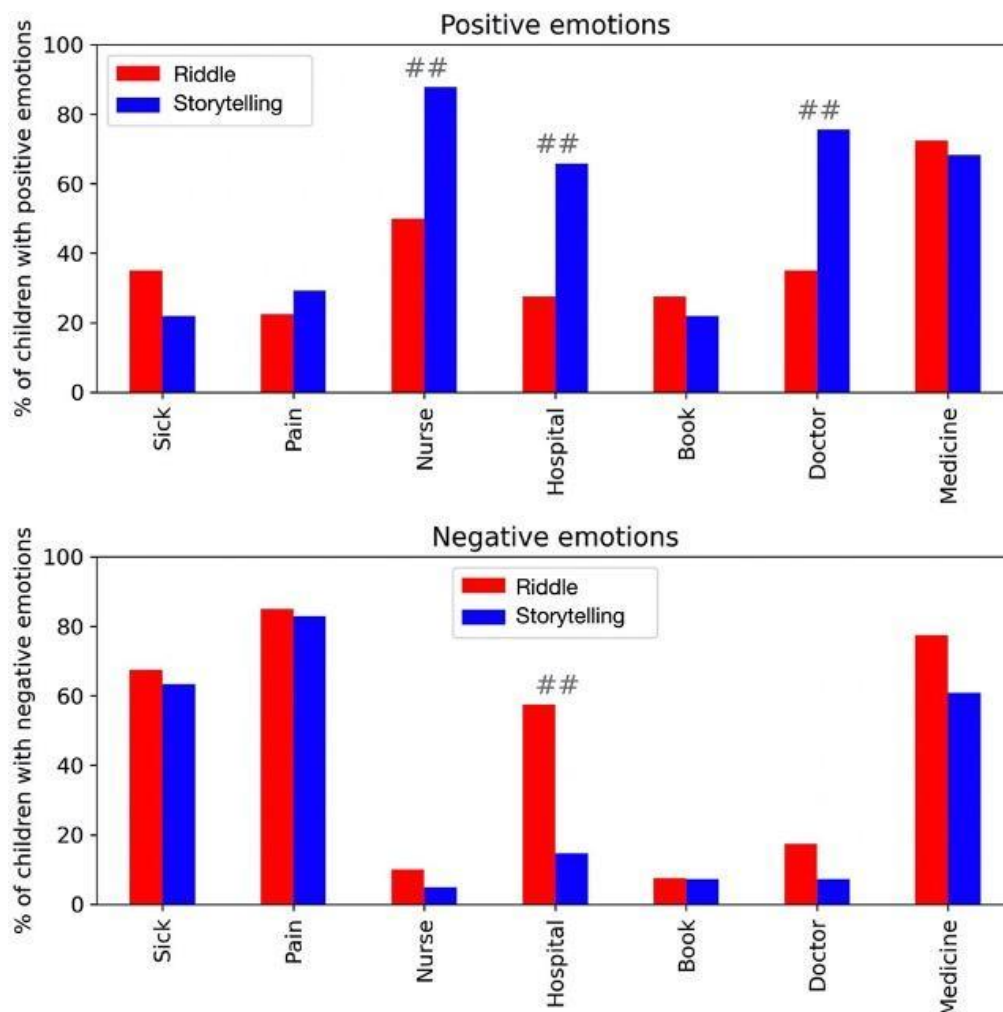 Positive emotions
% of children with positive emotions
100
80
60
40
20
0
Riddle
Storytelling
##
##
##
Sick
Pain
Nurse
Hospital
Book
Doctor
Medicine
Negative emotions
% of children with negative emotions
100
80
60
40
20
0
Riddle
Storytelling
##
Sick
Pain
Nurse
Hospital
Book
Doctor
Medicine